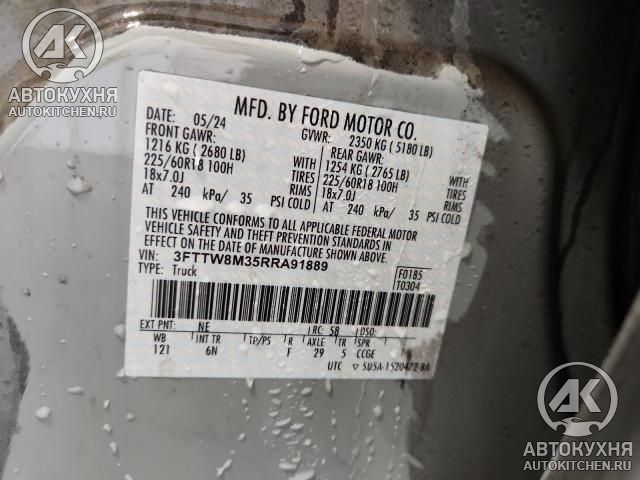 АК
АВТОКУХНЯ
AUTOKITCHEN.RU
MFD. BY FORD MOTOR CO.
DATE: 05/24 GVWR: 2350 KG ( 5180 LB)
FRONT GAWR: REAR GAWR:
1216 KG ( 2680 LB) WITH 1254 KG ( 2765 LB) WITH
225/60R18 100H TIRES 225/60R18 100H TIRES
18x7.0J RIMS 18x7.0J RIMS
AT 240 kPa/ 35 PSI COLD AT 240 kPa/ 35 PSI COLD
THIS VEHICLE CONFORMS TO ALL APPLICABLE FEDERAL MOTOR
VEHICLE SAFETY AND THEFT PREVENTION STANDARDS IN
EFFECT ON THE DATE OF MANUFACTURE SHOWN ABOVE.
VIN: 3FTTW8M35RRA91889 F0185
TYPE: Truck T0304
EXT PNT: NE RC: 58 DSO:
WB INT TR TP/PS R AXLE TR SPR
121 6N F 29 5 CCGE
UTC ▽ 5U5A-1520472-BA
АК
АВТОКУХНЯ
AUTOKITCHEN.RU